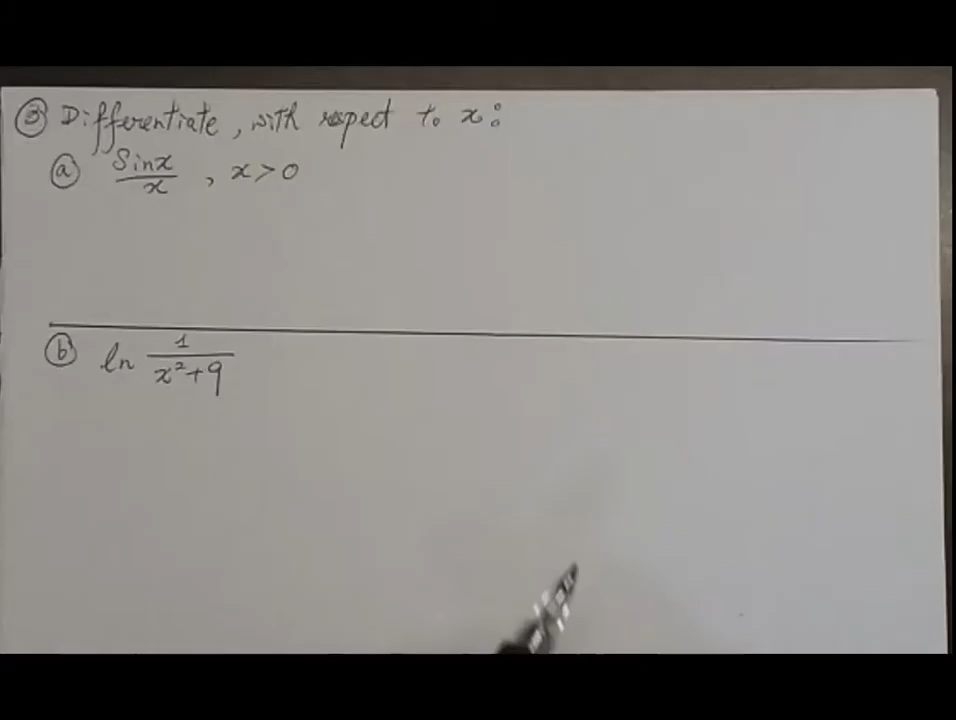 ③ Differentiate, with respect to x:
ⓐ Sinx/x , x>0
ⓑ ln 1/(x²+9)